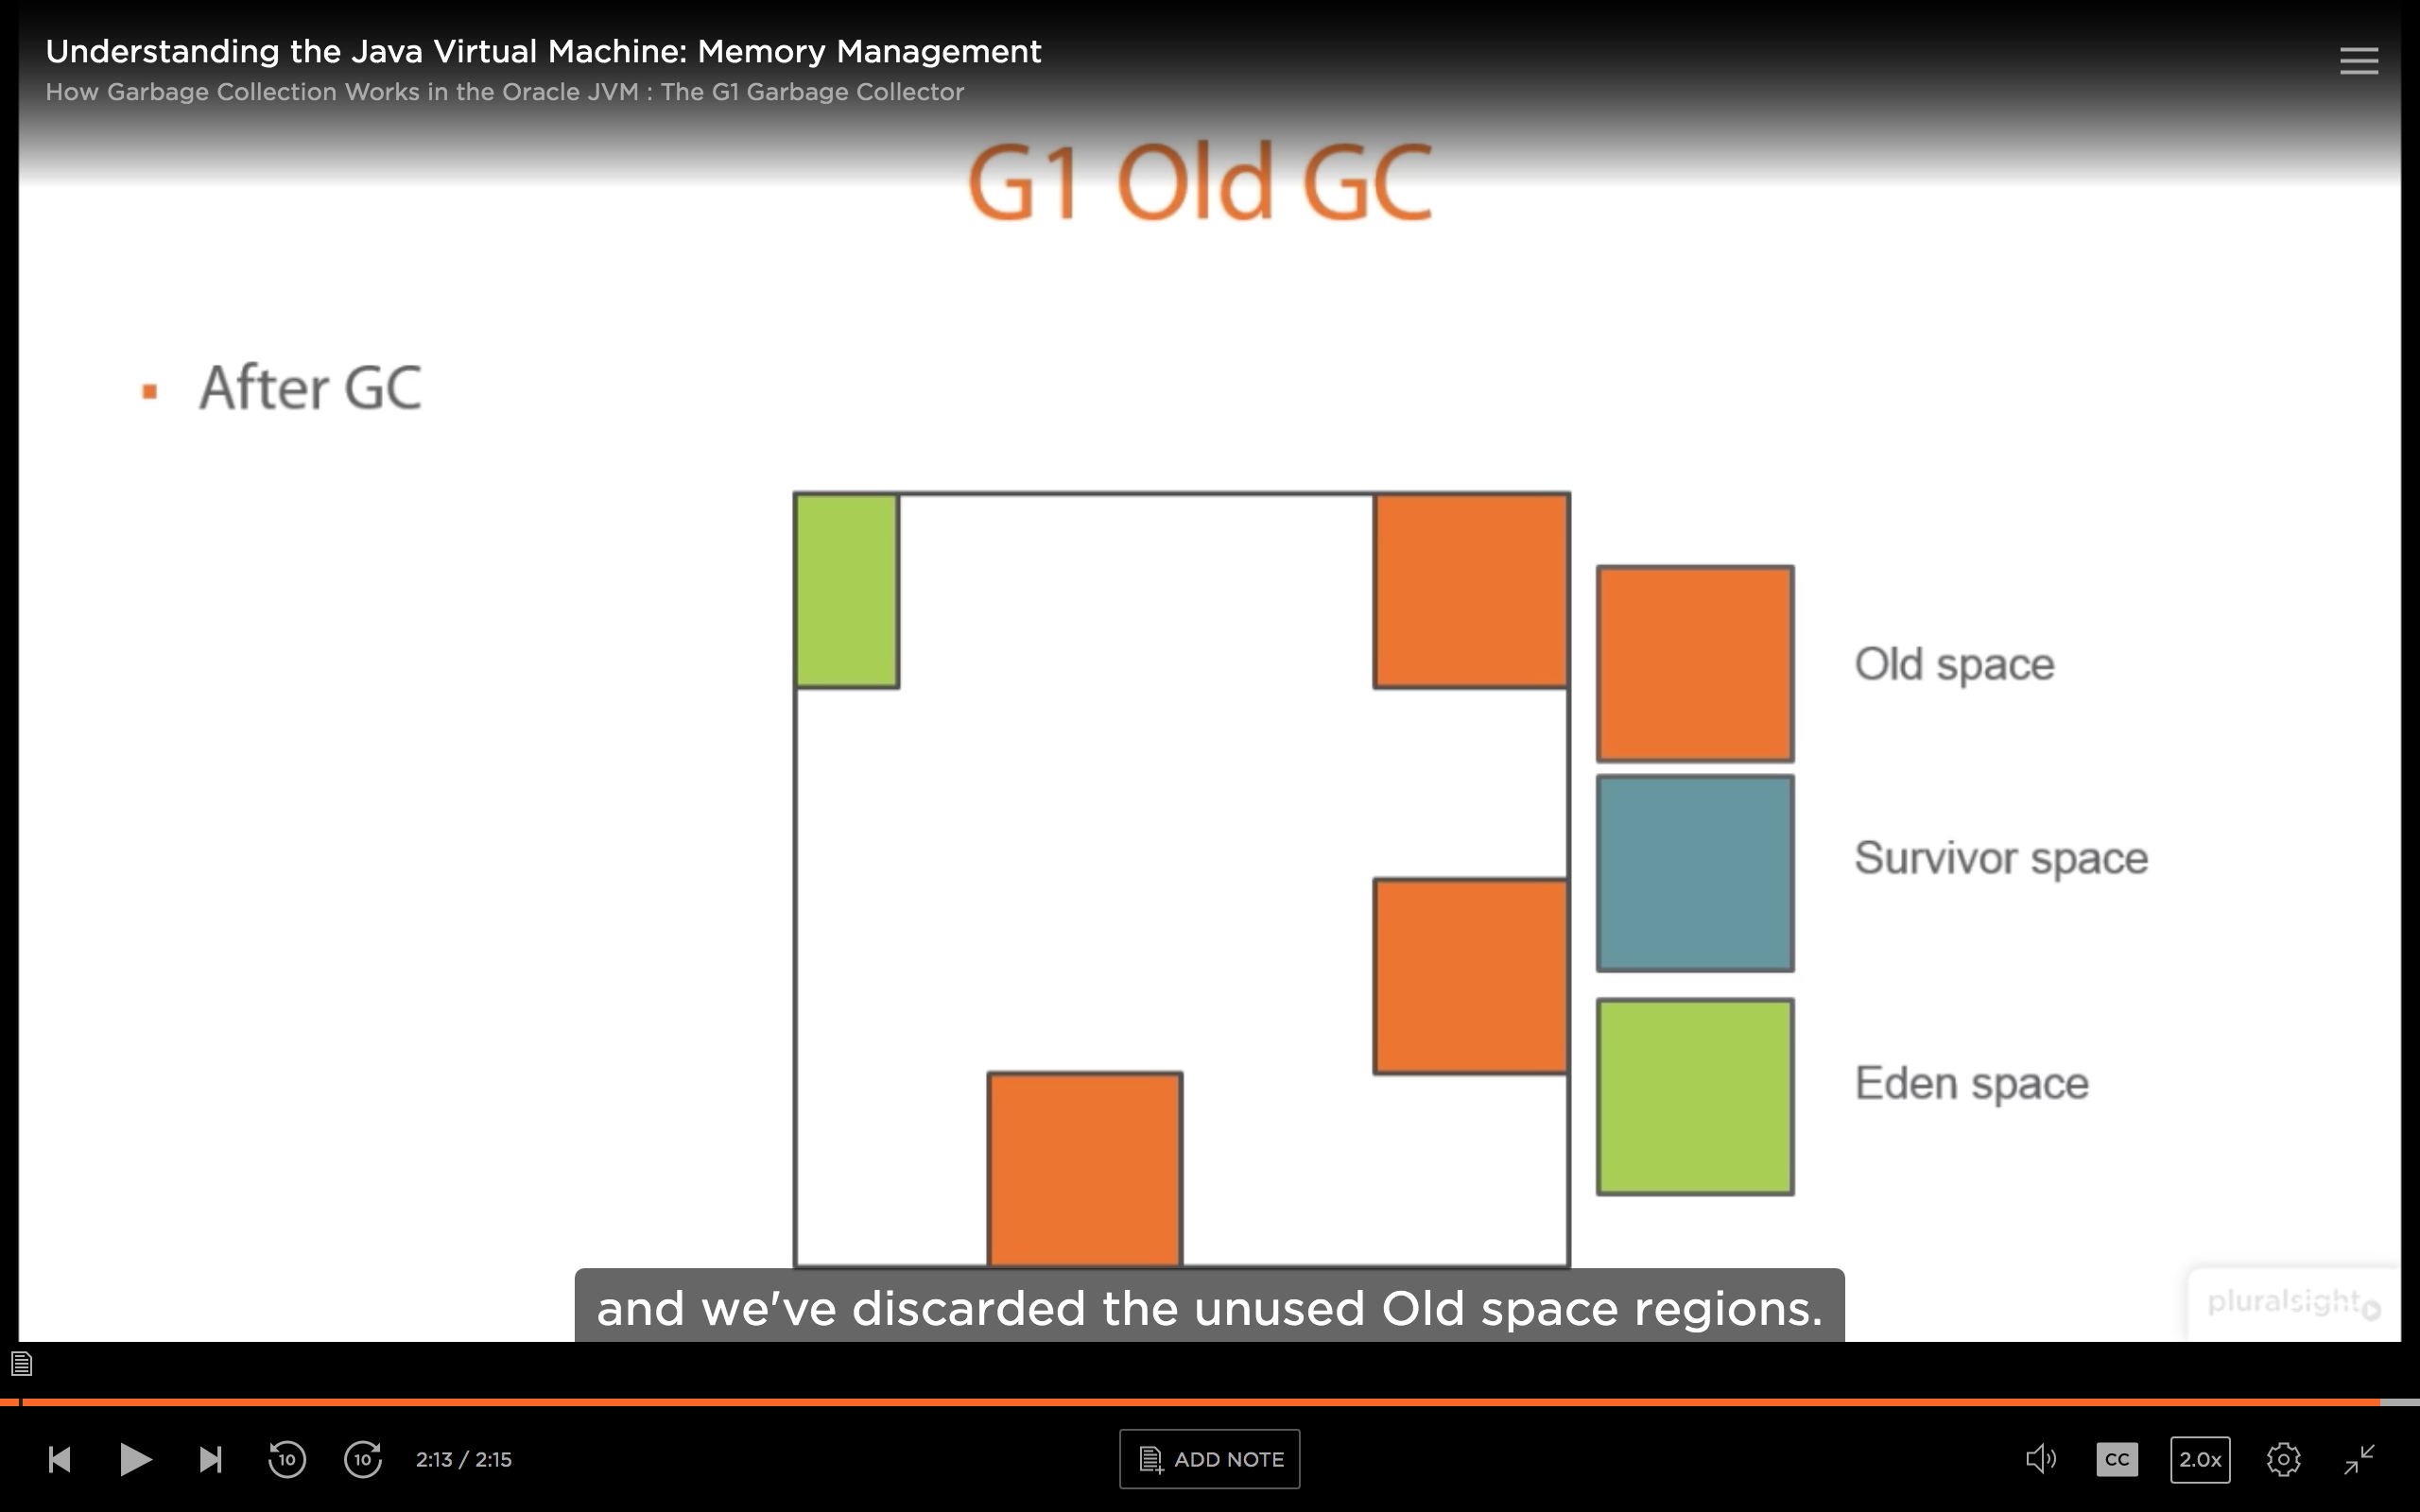 Understanding the Java Virtual Machine: Memory Management
How Garbage Collection Works in the Oracle JVM : The G1 Garbage Collector
G1 Old GC
▪ After GC
Old space
Survivor space
Eden space
and we've discarded the unused Old space regions.
pluralsight
10
10
2:13 / 2:15
ADD NOTE
CC
2.0x